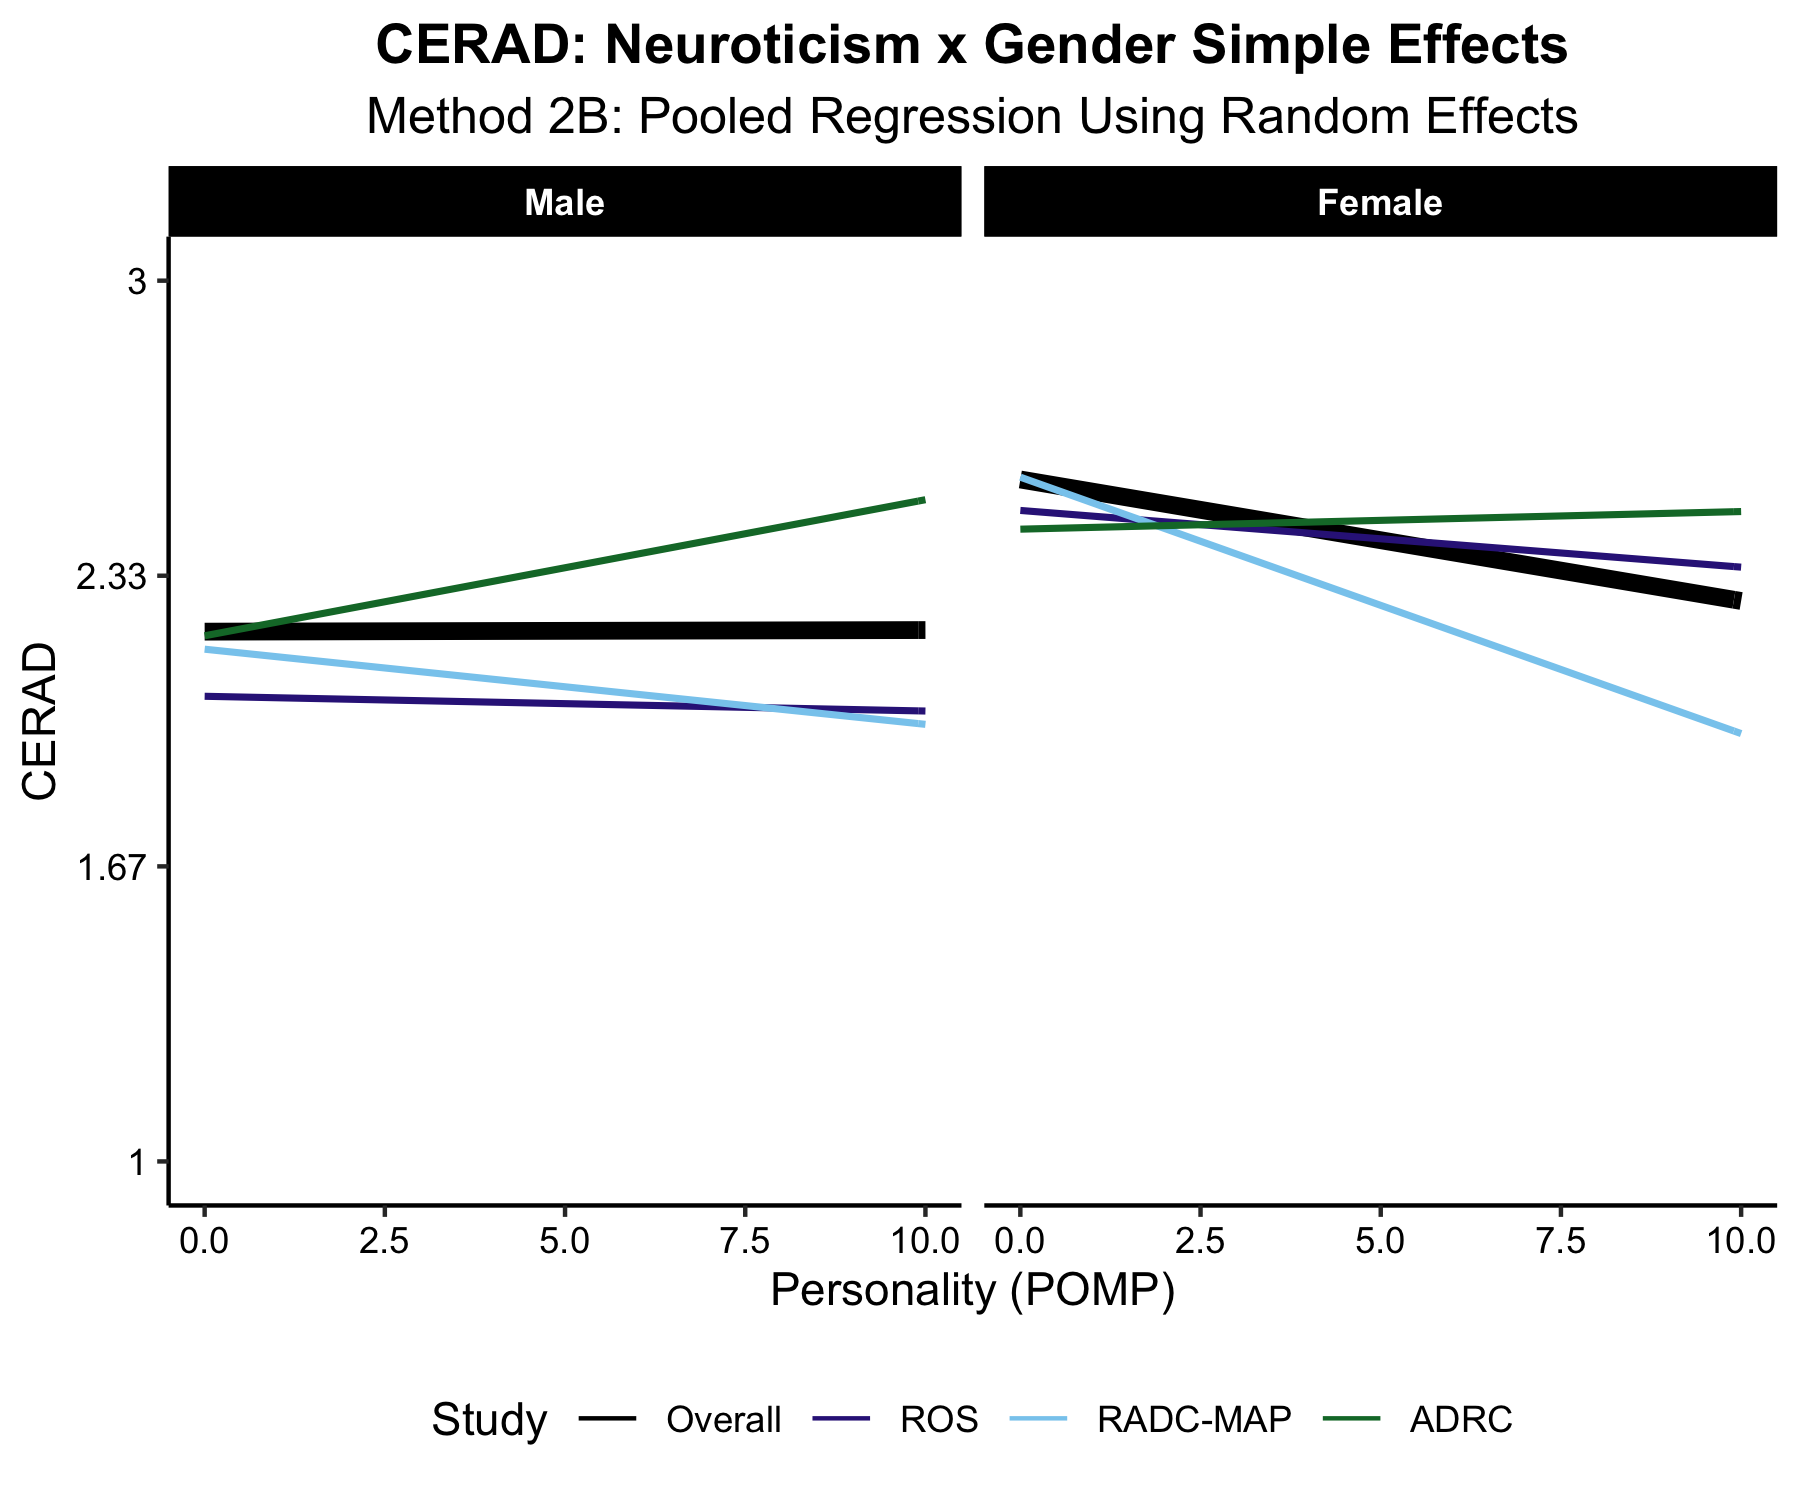 CERAD: Neuroticism x Gender Simple Effects
Method 2B: Pooled Regression Using Random Effects
Male Female
3
2.33
1.67
1
CERAD
0.0 2.5 5.0 7.5 10.0 0.0 2.5 5.0 7.5 10.0
Personality (POMP)
Study Overall ROS RADC-MAP ADRC